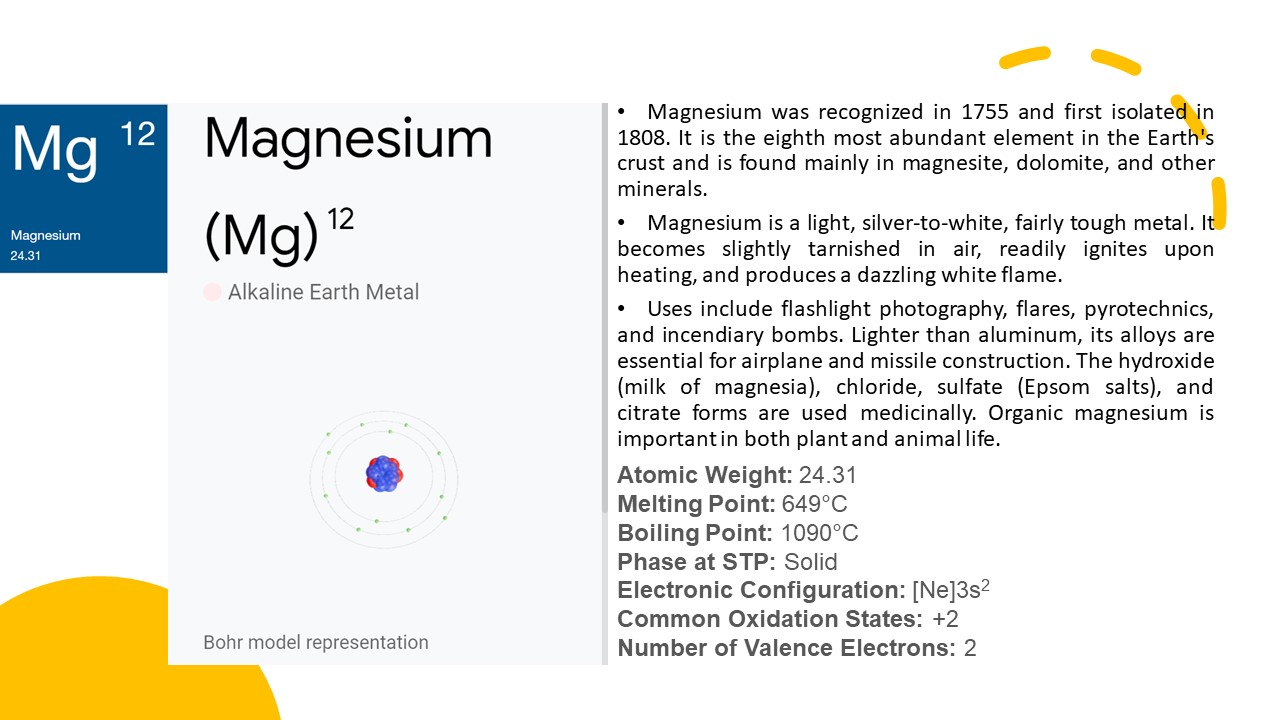 Mg 12
Magnesium
24.31
Magnesium
(Mg)12
Alkaline Earth Metal
Bohr model representation
• Magnesium was recognized in 1755 and first isolated in
1808. It is the eighth most abundant element in the Earth's
crust and is found mainly in magnesite, dolomite, and other
minerals.
• Magnesium is a light, silver-to-white, fairly tough metal. It
becomes slightly tarnished in air, readily ignites upon
heating, and produces a dazzling white flame.
• Uses include flashlight photography, flares, pyrotechnics,
and incendiary bombs. Lighter than aluminum, its alloys are
essential for airplane and missile construction. The hydroxide
(milk of magnesia), chloride, sulfate (Epsom salts), and
citrate forms are used medicinally. Organic magnesium is
important in both plant and animal life.
Atomic Weight: 24.31
Melting Point: 649°C
Boiling Point: 1090°C
Phase at STP: Solid
Electronic Configuration: [Ne]3s²
Common Oxidation States: +2
Number of Valence Electrons: 2